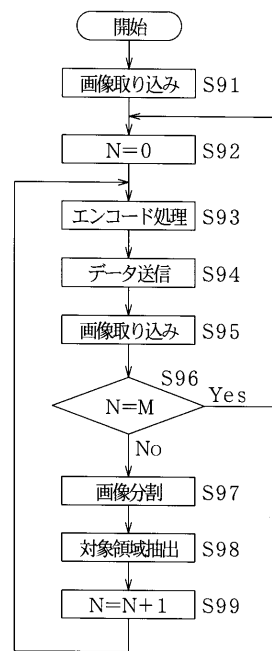 開始
画像取り込み S91
N=0 S92
エンコード処理 S93
データ送信 S94
画像取り込み S95
S96
N=M Yes
No
画像分割 S97
対象領域抽出 S98
N=N+1 S99